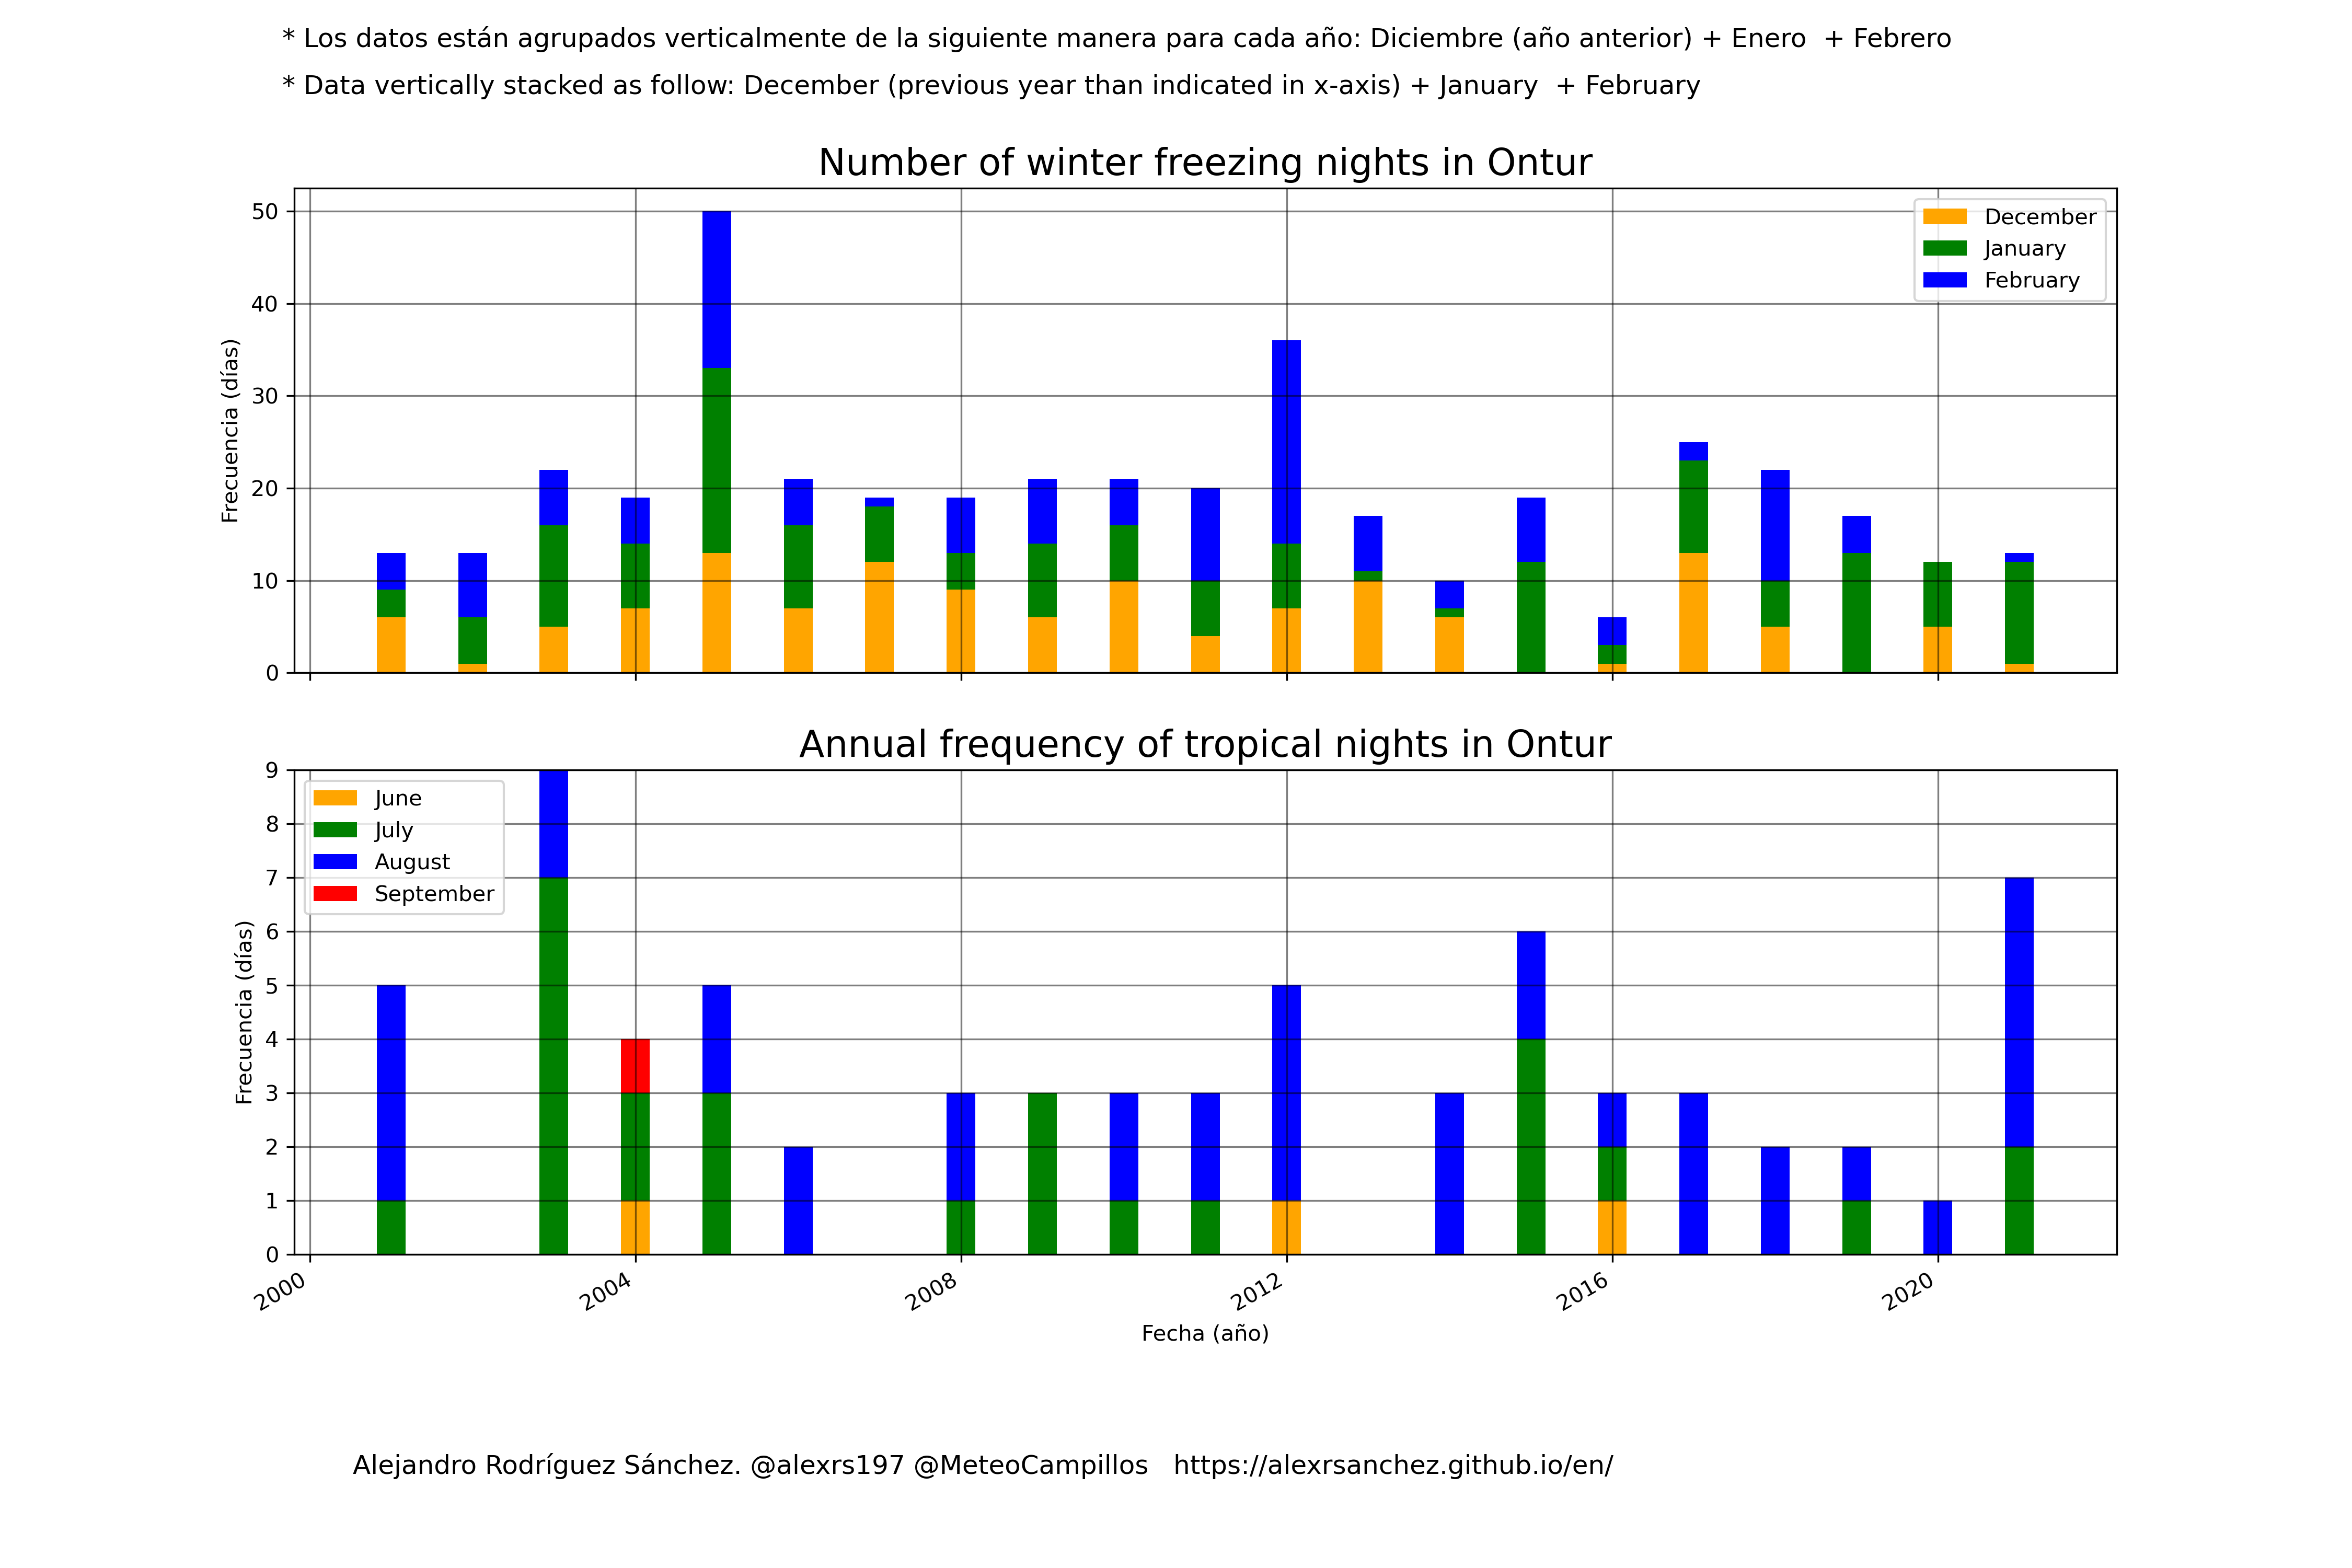 * Los datos están agrupados verticalmente de la siguiente manera para cada año: Diciembre (año anterior) + Enero  + Febrero
* Data vertically stacked as follow: December (previous year than indicated in x-axis) + January  + February
Number of winter freezing nights in Ontur
Frecuencia (días)
50
40
30
20
10
0
December
January
February
Annual frequency of tropical nights in Ontur
Frecuencia (días)
9
8
7
6
5
4
3
2
1
0
June
July
August
September
2000
2004
2008
2012
2016
2020
Fecha (año)
Alejandro Rodríguez Sánchez. @alexrs197 @MeteoCampillos   https://alexrsanchez.github.io/en/